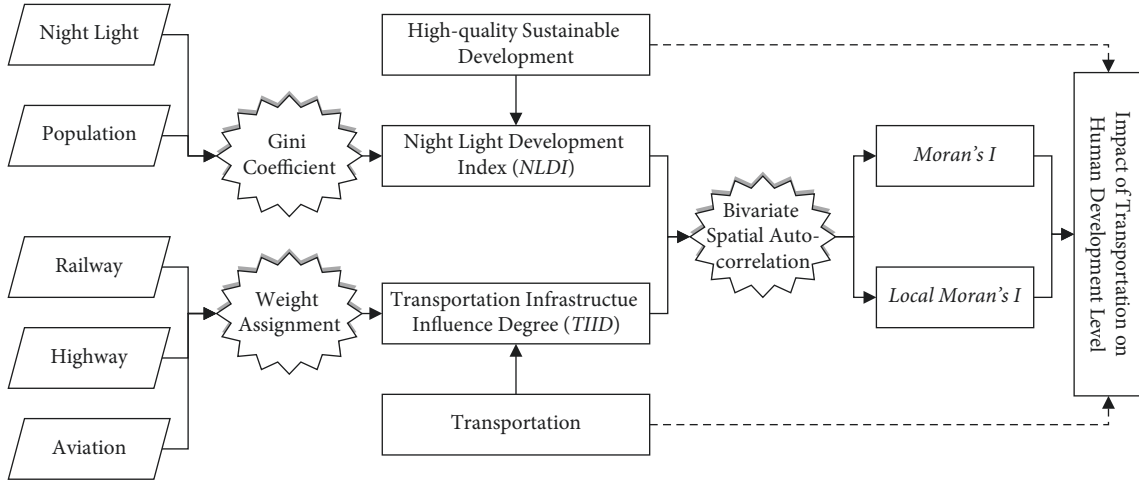 Night Light
Population
Railway
Highway
Aviation
Gini
Coefficient
Weight
Assignment
High-quality Sustainable
Development
Night Light Development
Index (NLDI)
Transportation Infrastructue
Influence Degree (TIID)
Transportation
Bivariate
Spatial Auto-
correlation
Moran's I
Local Moran's I
Impact of Transportation on
Human Development Level